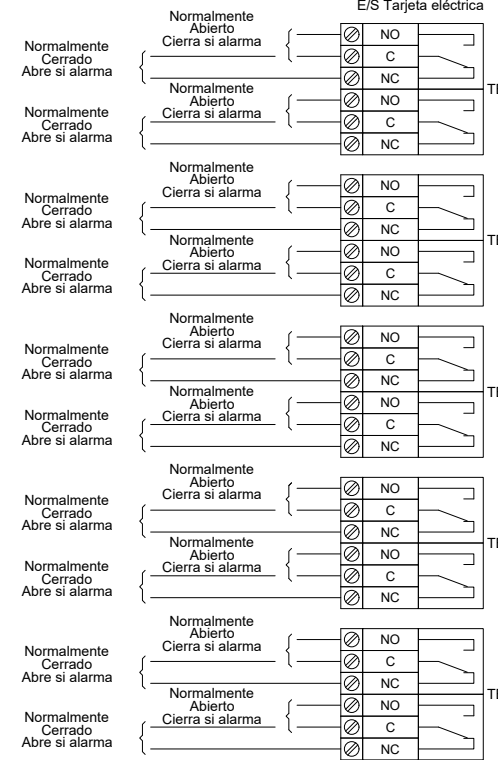 E/S Tarjeta eléctrica
Normalmente
Abierto
Cierra si alarma
NO
Normalmente
Cerrado
Abre si alarma
C
NC
TE
Normalmente
Abierto
Cierra si alarma
NO
Normalmente
Cerrado
Abre si alarma
C
NC
Normalmente
Abierto
Cierra si alarma
NO
Normalmente
Cerrado
Abre si alarma
C
NC
TE
Normalmente
Abierto
Cierra si alarma
NO
Normalmente
Cerrado
Abre si alarma
C
NC
Normalmente
Abierto
Cierra si alarma
NO
Normalmente
Cerrado
Abre si alarma
C
NC
TE
Normalmente
Abierto
Cierra si alarma
NO
Normalmente
Cerrado
Abre si alarma
C
NC
Normalmente
Abierto
Cierra si alarma
NO
Normalmente
Cerrado
Abre si alarma
C
NC
TE
Normalmente
Abierto
Cierra si alarma
NO
Normalmente
Cerrado
Abre si alarma
C
NC
Normalmente
Abierto
Cierra si alarma
NO
Normalmente
Cerrado
Abre si alarma
C
NC
TE
Normalmente
Abierto
Cierra si alarma
NO
Normalmente
Cerrado
Abre si alarma
C
NC